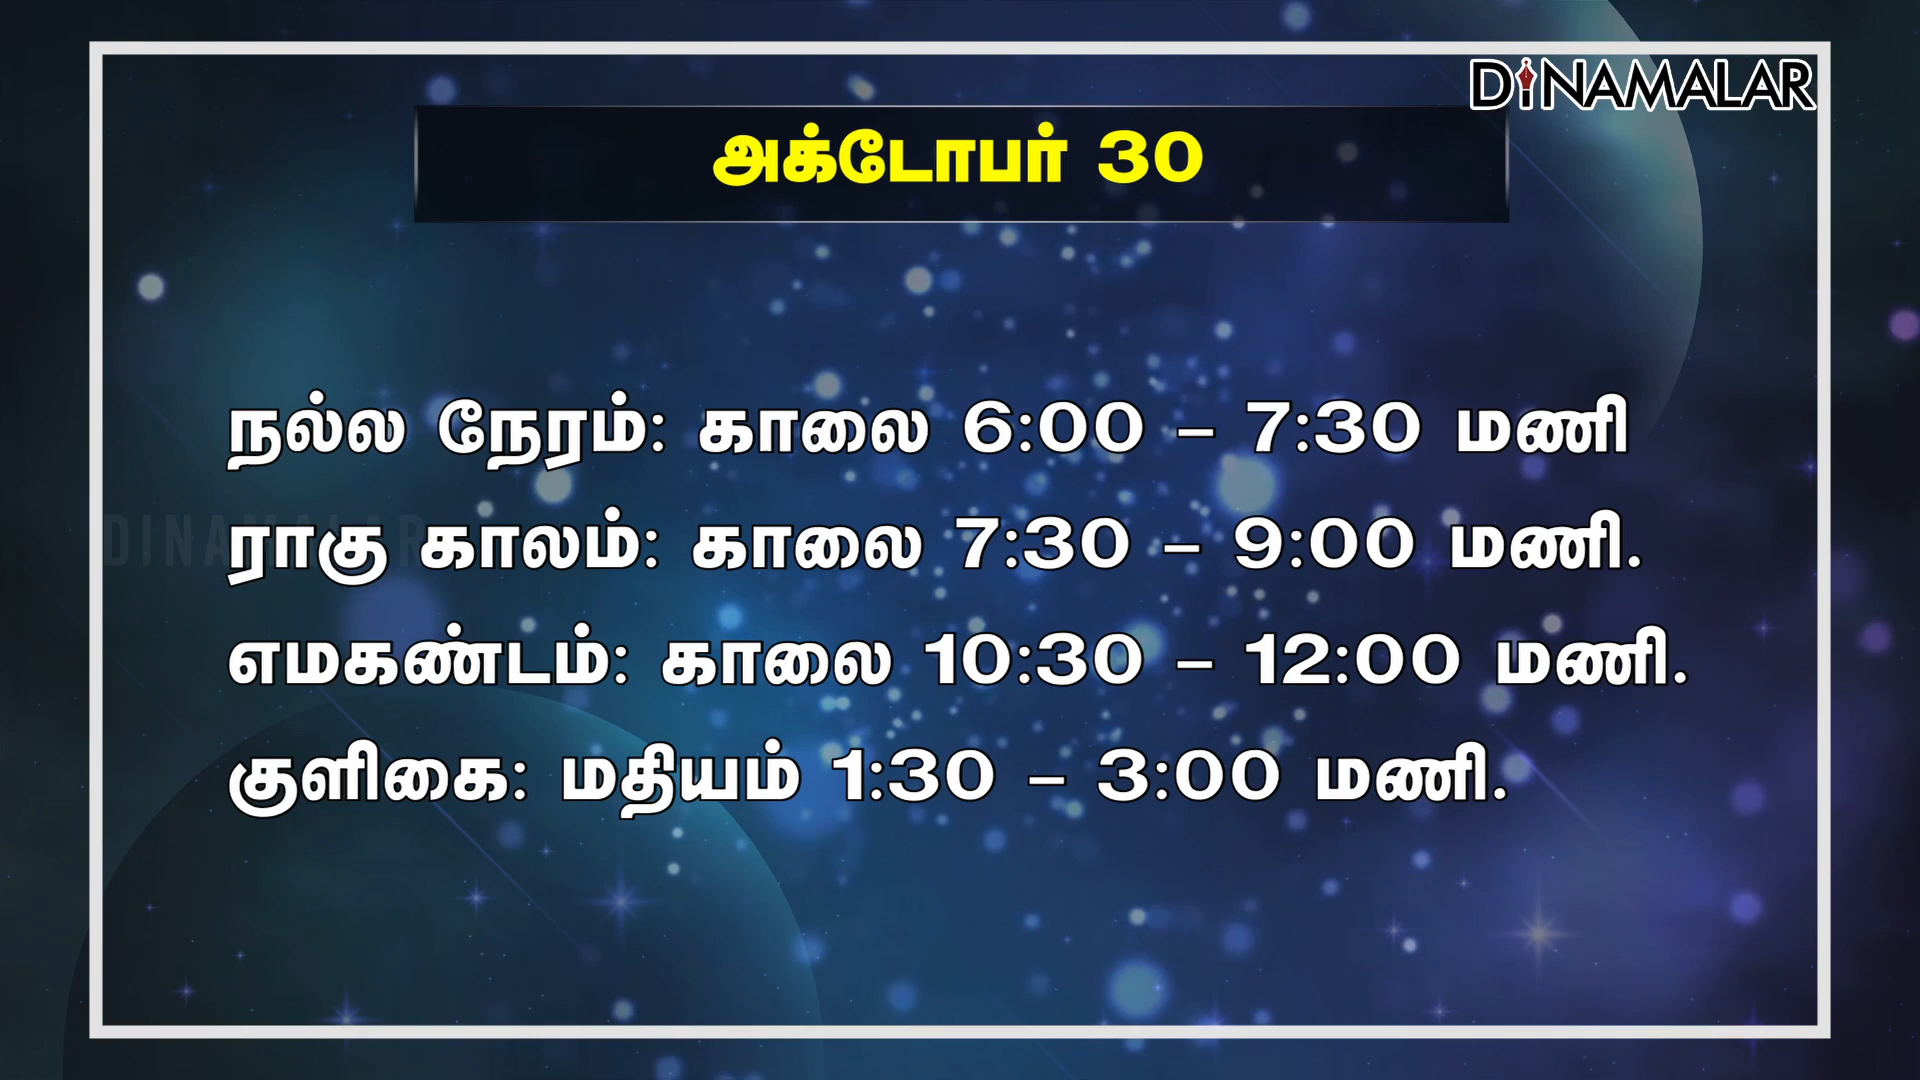 DINAMALAR
அக்டோபர் 30
நல்ல நேரம்: காலை 6:00 – 7:30 மணி
ராகு காலம்: காலை 7:30 – 9:00 மணி.
எமகண்டம்: காலை 10:30 – 12:00 மணி.
குளிகை: மதியம் 1:30 – 3:00 மணி.
DINAMALAR